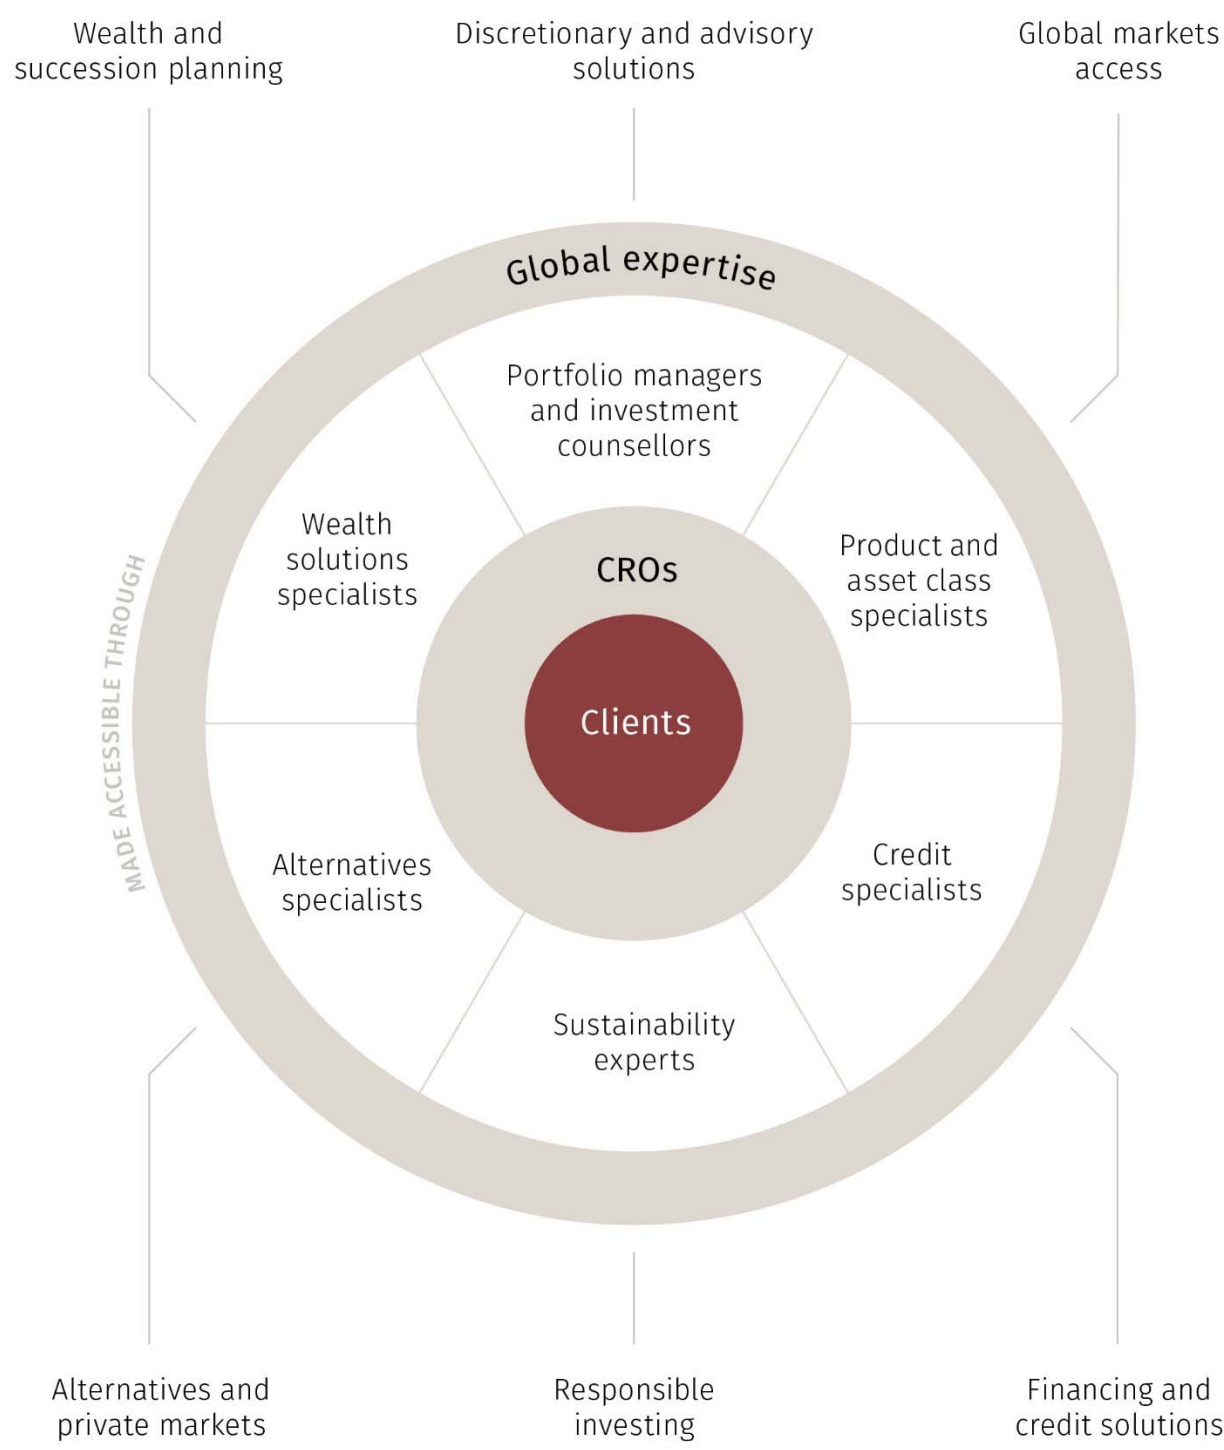 Wealth and
succession planning
Discretionary and advisory
solutions
Global markets
access
Global expertise
Portfolio managers
and investment
counsellors
Wealth
solutions
specialists
CROs
Product and
asset class
specialists
MADE ACCESSIBLE THROUGH
Clients
Alternatives
specialists
Credit
specialists
Sustainability
experts
Alternatives and
private markets
Responsible
investing
Financing and
credit solutions